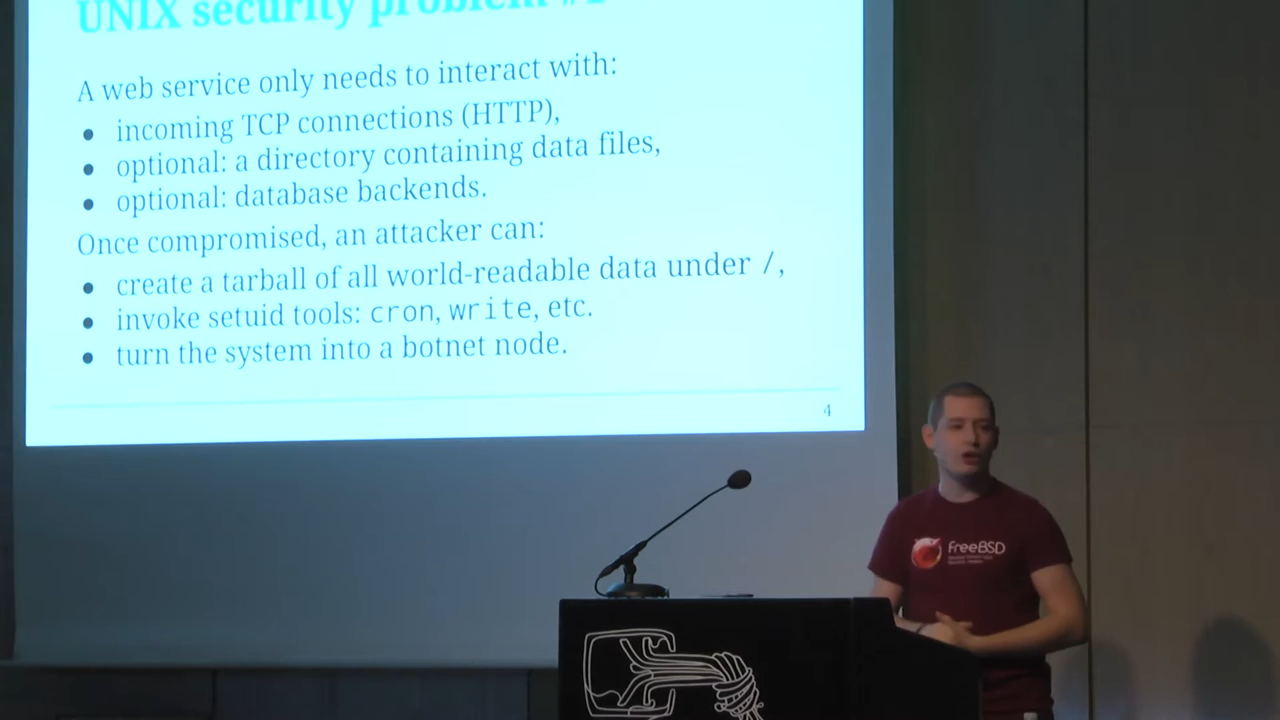 UNIX security problem
A web service only needs to interact with:
● incoming TCP connections (HTTP),
● optional: a directory containing data files,
● optional: database backends.
Once compromised, an attacker can:
● create a tarball of all world-readable data under /,
● invoke setuid tools: cron, write, etc.
● turn the system into a botnet node.
4
FreeBSD